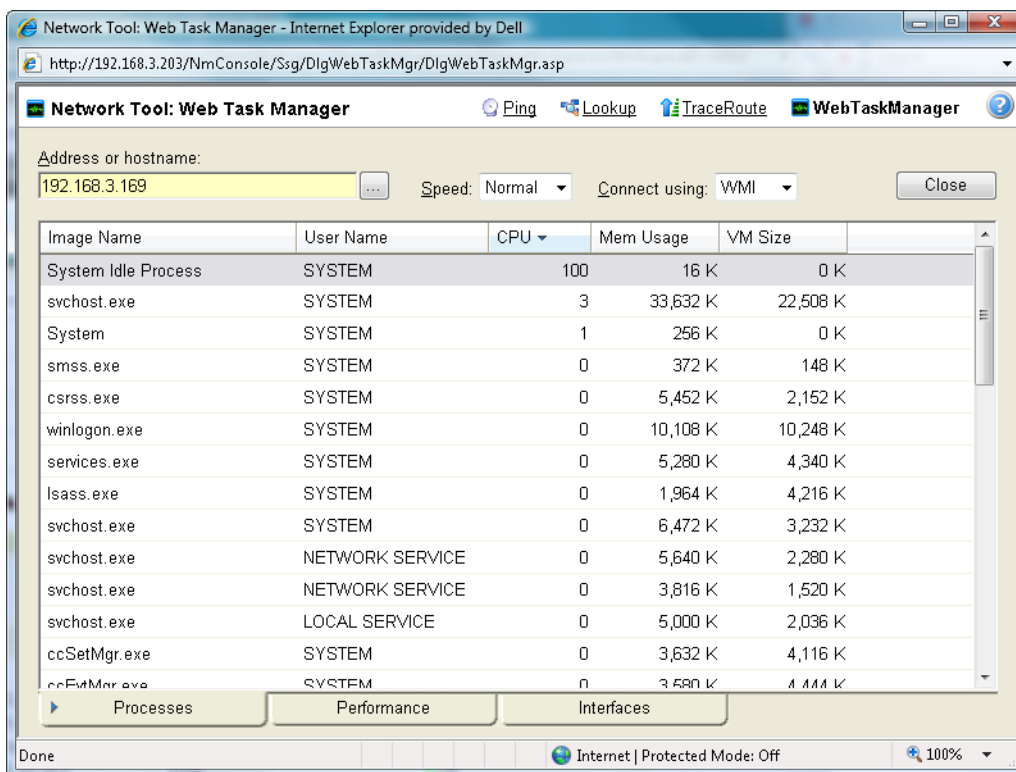 Network Tool: Web Task Manager - Internet Explorer provided by Dell
http://192.168.3.203/NmConsole/Ssg/DlgWebTaskMgr/DlgWebTaskMgr.asp
Network Tool: Web Task Manager Ping Lookup TraceRoute WebTaskManager ?
Address or hostname:
192.168.3.169 ... Speed: Normal Connect using: WMI Close
Image Name User Name CPU Mem Usage VM Size
System Idle Process SYSTEM 100 16 K 0 K
svchost.exe SYSTEM 3 33,632 K 22,508 K
System SYSTEM 1 256 K 0 K
smss.exe SYSTEM 0 372 K 148 K
csrss.exe SYSTEM 0 5,452 K 2,152 K
winlogon.exe SYSTEM 0 10,108 K 10,248 K
services.exe SYSTEM 0 5,280 K 4,340 K
lsass.exe SYSTEM 0 1,964 K 4,216 K
svchost.exe SYSTEM 0 6,472 K 3,232 K
svchost.exe NETWORK SERVICE 0 5,640 K 2,280 K
svchost.exe NETWORK SERVICE 0 3,816 K 1,520 K
svchost.exe LOCAL SERVICE 0 5,000 K 2,036 K
ccSetMgr.exe SYSTEM 0 3,632 K 4,116 K
ccEvtMgr.exe SYSTEM 0 3,580 K 4,444 K
Processes Performance Interfaces
Done Internet | Protected Mode: Off 100%